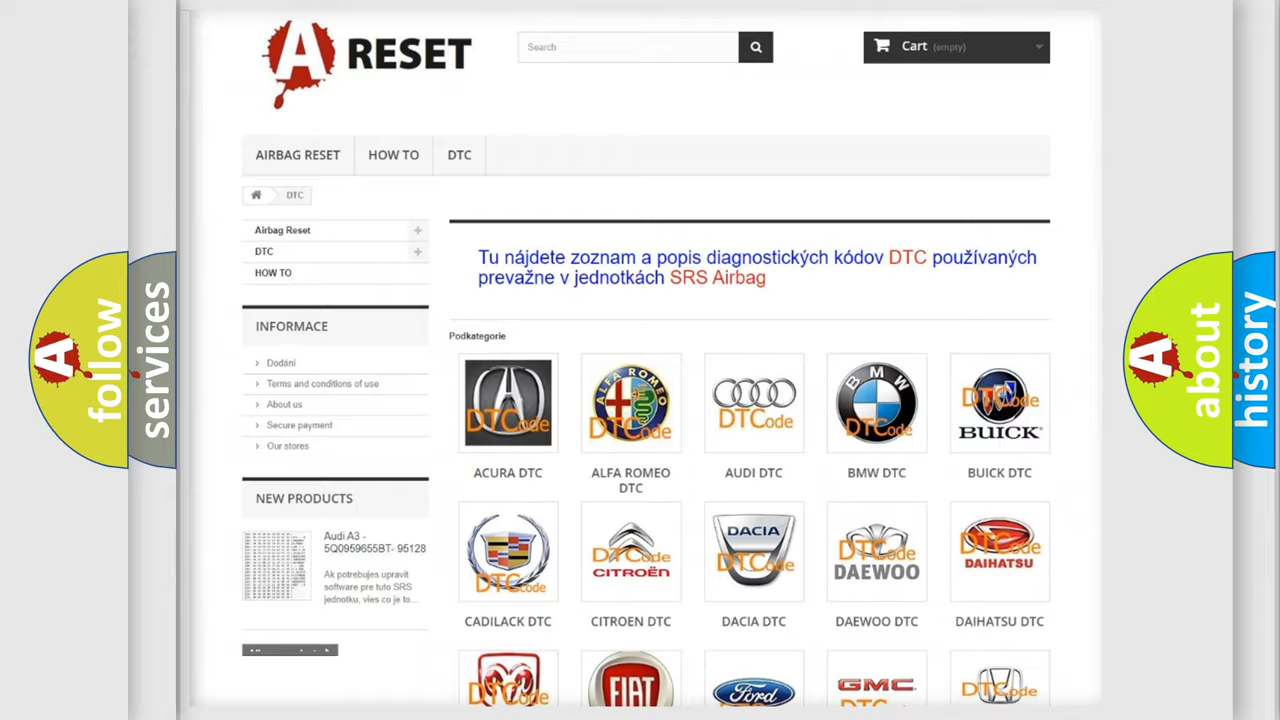 A RESET
Search
Cart (empty)
AIRBAG RESET
HOW TO
DTC
DTC
Airbag Reset
DTC
HOW TO
Tu nájdete zoznam a popis diagnostických kódov DTC používaných
prevažne v jednotkách SRS Airbag
INFORMACE
Dodání
Terms and conditions of use
About us
Secure payment
Our stores
NEW PRODUCTS
Audi A3 -
5Q0959655BT- 95128
Ak potrebujes upravit
software pre tuto SRS
jednotku, vies co je to...
Podkategorie
DTCode
ALFA ROMEO
DTCode
DTCode
BMW
DTCode
DTCode
BUICK
ACURA DTC
ALFA ROMEO
DTC
AUDI DTC
BMW DTC
BUICK DTC
DTCode
DTCode
CITROËN
DACIA
DTCode
DTCode
DAEWOO
DTCode
DAIHATSU
CADILACK DTC
CITROEN DTC
DACIA DTC
DAEWOO DTC
DAIHATSU DTC
DTCode
FIAT
Ford
GMC
DTCode
A follow
services
A about
history